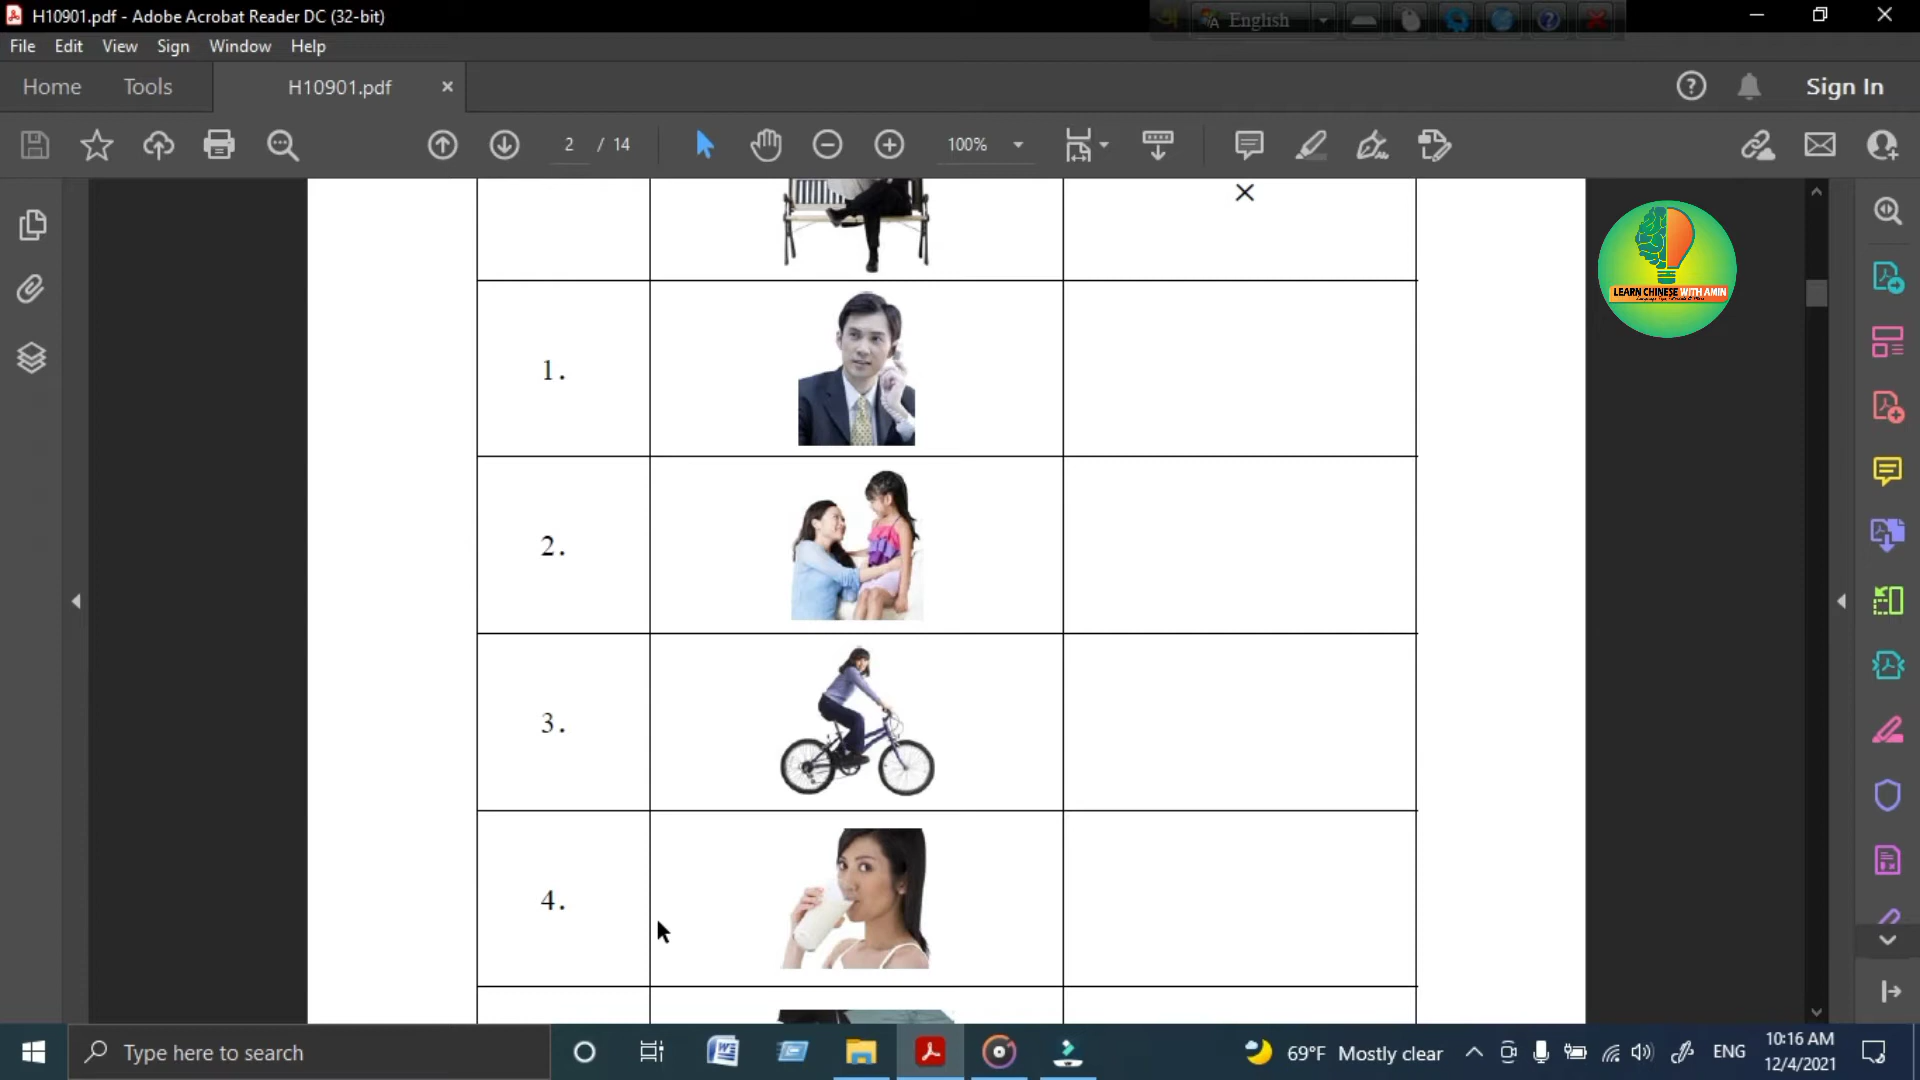 H10901.pdf - Adobe Acrobat Reader DC (32-bit)
English
File Edit View Sign Window Help
Home Tools H10901.pdf × Sign In
2 / 14 100%
×
LEARN CHINESE WITH AMIN
1.
2.
3.
4.
Type here to search
69°F Mostly clear
ENG
10:16 AM
12/4/2021